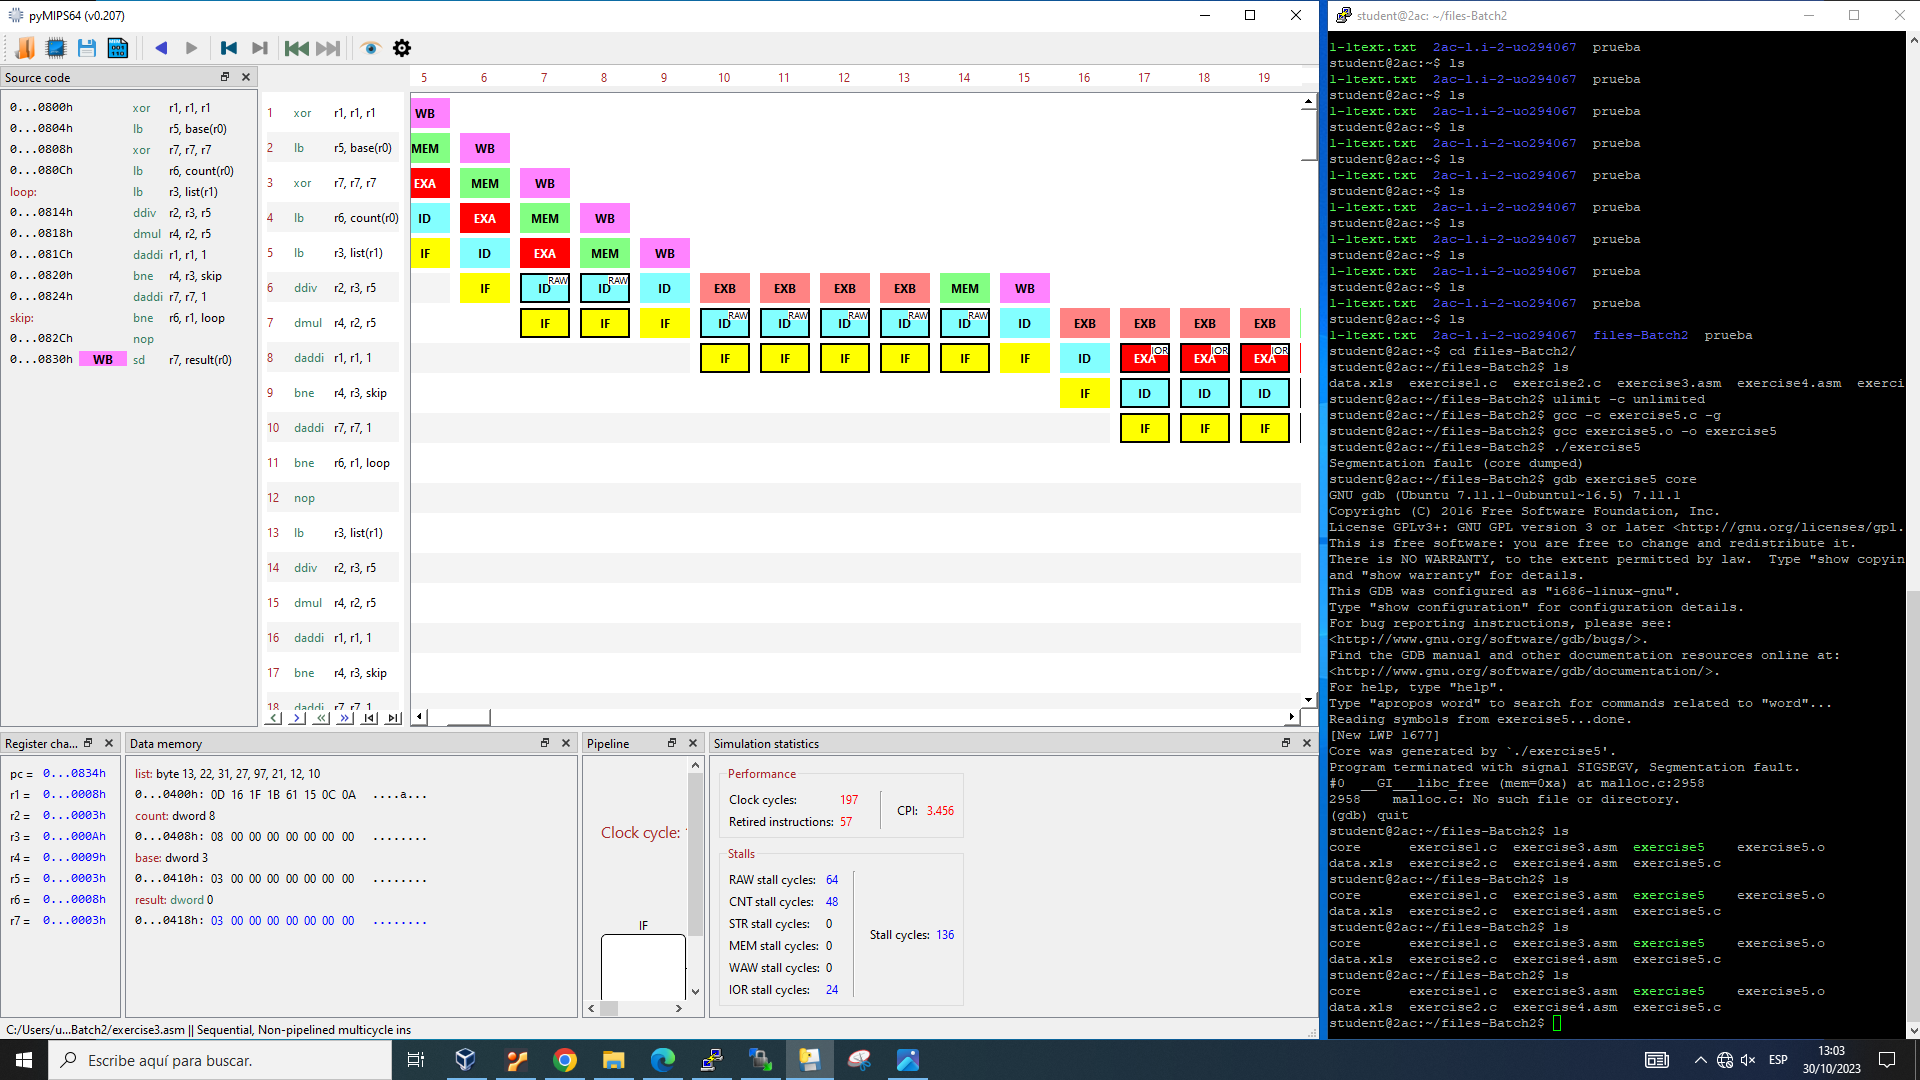 pyMIPS64 (v0.207)
Source code
0...0800h xor r1, r1, r1
0...0804h lb r5, base(r0)
0...0808h xor r7, r7, r7
0...080Ch lb r6, count(r0)
loop: lb r3, list(r1)
0...0814h ddiv r2, r3, r5
0...0818h dmul r4, r2, r5
0...081Ch daddi r1, r1, 1
0...0820h bne r4, r3, skip
0...0824h daddi r7, r7, 1
skip: bne r6, r1, loop
0...082Ch nop
0...0830h WB sd r7, result(r0)
5 6 7 8 9 10 11 12 13 14 15 16 17 18 19
1 xor r1, r1, r1 WB
2 lb r5, base(r0) MEM WB
3 xor r7, r7, r7 EXA MEM WB
4 lb r6, count(r0) ID EXA MEM WB
5 lb r3, list(r1) IF ID EXA MEM WB
6 ddiv r2, r3, r5 IF ID RAW ID RAW ID EXB EXB EXB EXB MEM WB
7 dmul r4, r2, r5 IF IF IF ID RAW ID RAW ID RAW ID RAW ID RAW ID EXB EXB EXB EXB
8 daddi r1, r1, 1 IF IF IF IF IF IF ID EXA IOR EXA IOR EXA IOR
9 bne r4, r3, skip IF ID ID ID
10 daddi r7, r7, 1 IF IF IF
11 bne r6, r1, loop
12 nop
13 lb r3, list(r1)
14 ddiv r2, r3, r5
15 dmul r4, r2, r5
16 daddi r1, r1, 1
17 bne r4, r3, skip
18 daddi r7, r7, 1
Register cha...
pc = 0...0834h
r1 = 0...0008h
r2 = 0...0003h
r3 = 0...000Ah
r4 = 0...0009h
r5 = 0...0003h
r6 = 0...0008h
r7 = 0...0003h
Data memory
list: byte 13, 22, 31, 27, 97, 21, 12, 10
0...0400h: 0D 16 1F 1B 61 15 0C 0A ....a...
count: dword 8
0...0408h: 08 00 00 00 00 00 00 00 ........
base: dword 3
0...0410h: 03 00 00 00 00 00 00 00 ........
result: dword 0
0...0418h: 03 00 00 00 00 00 00 00 ........
Pipeline
Clock cycle:
IF
Simulation statistics
Performance
Clock cycles: 197
Retired instructions: 57
CPI: 3.456
Stalls
RAW stall cycles: 64
CNT stall cycles: 48
STR stall cycles: 0
MEM stall cycles: 0
WAW stall cycles: 0
IOR stall cycles: 24
Stall cycles: 136
C:/Users/u...Batch2/exercise3.asm || Sequential, Non-pipelined multicycle ins
student@2ac: ~/files-Batch2
l-ltext.txt 2ac-l.i-2-uo294067 prueba
student@2ac:~$ ls
l-ltext.txt 2ac-l.i-2-uo294067 prueba
student@2ac:~$ ls
l-ltext.txt 2ac-l.i-2-uo294067 prueba
student@2ac:~$ ls
l-ltext.txt 2ac-l.i-2-uo294067 prueba
student@2ac:~$ ls
l-ltext.txt 2ac-l.i-2-uo294067 prueba
student@2ac:~$ ls
l-ltext.txt 2ac-l.i-2-uo294067 prueba
student@2ac:~$ ls
l-ltext.txt 2ac-l.i-2-uo294067 prueba
student@2ac:~$ ls
l-ltext.txt 2ac-l.i-2-uo294067 prueba
student@2ac:~$ ls
l-ltext.txt 2ac-l.i-2-uo294067 prueba
student@2ac:~$ ls
l-ltext.txt 2ac-l.i-2-uo294067 files-Batch2 prueba
student@2ac:~$ cd files-Batch2/
student@2ac:~/files-Batch2$ ls
data.xls exercise1.c exercise2.c exercise3.asm exercise4.asm exerci
student@2ac:~/files-Batch2$ ulimit -c unlimited
student@2ac:~/files-Batch2$ gcc -c exercise5.c -g
student@2ac:~/files-Batch2$ gcc exercise5.o -o exercise5
student@2ac:~/files-Batch2$ ./exercise5
Segmentation fault (core dumped)
student@2ac:~/files-Batch2$ gdb exercise5 core
GNU gdb (Ubuntu 7.11.1-0ubuntu1~16.5) 7.11.1
Copyright (C) 2016 Free Software Foundation, Inc.
License GPLv3+: GNU GPL version 3 or later <http://gnu.org/licenses/gpl.
This is free software: you are free to change and redistribute it.
There is NO WARRANTY, to the extent permitted by law.  Type "show copyin
and "show warranty" for details.
This GDB was configured as "i686-linux-gnu".
Type "show configuration" for configuration details.
For bug reporting instructions, please see:
<http://www.gnu.org/software/gdb/bugs/>.
Find the GDB manual and other documentation resources online at:
<http://www.gnu.org/software/gdb/documentation/>.
For help, type "help".
Type "apropos word" to search for commands related to "word"...
Reading symbols from exercise5...done.
[New LWP 1677]
Core was generated by `./exercise5'.
Program terminated with signal SIGSEGV, Segmentation fault.
#0 __GI___libc_free (mem=0xa) at malloc.c:2958
2958 malloc.c: No such file or directory.
(gdb) quit
student@2ac:~/files-Batch2$ ls
core exercise1.c exercise3.asm exercise5 exercise5.o
data.xls exercise2.c exercise4.asm exercise5.c
student@2ac:~/files-Batch2$ ls
core exercise1.c exercise3.asm exercise5 exercise5.o
data.xls exercise2.c exercise4.asm exercise5.c
student@2ac:~/files-Batch2$ ls
core exercise1.c exercise3.asm exercise5 exercise5.o
data.xls exercise2.c exercise4.asm exercise5.c
student@2ac:~/files-Batch2$ ls
core exercise1.c exercise3.asm exercise5 exercise5.o
data.xls exercise2.c exercise4.asm exercise5.c
student@2ac:~/files-Batch2$
Escribe aquí para buscar.
ESP
13:03
30/10/2023